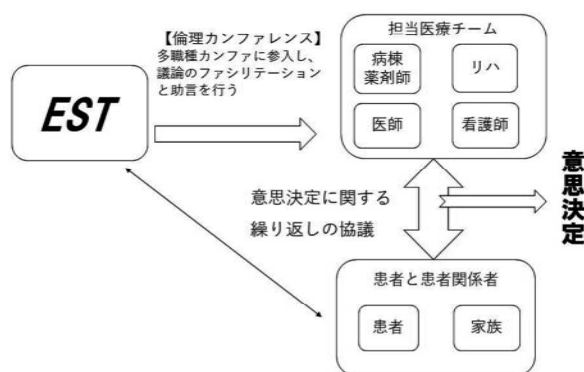 【倫理カンファレンス】
多職種カンファに参入し、
議論のファシリテーション
と助言を行う
EST
担当医療チーム
病棟
薬剤師
リハ
医師
看護師
意思決定に関する
繰り返しの協議
意思決定
患者と患者関係者
患者
家族